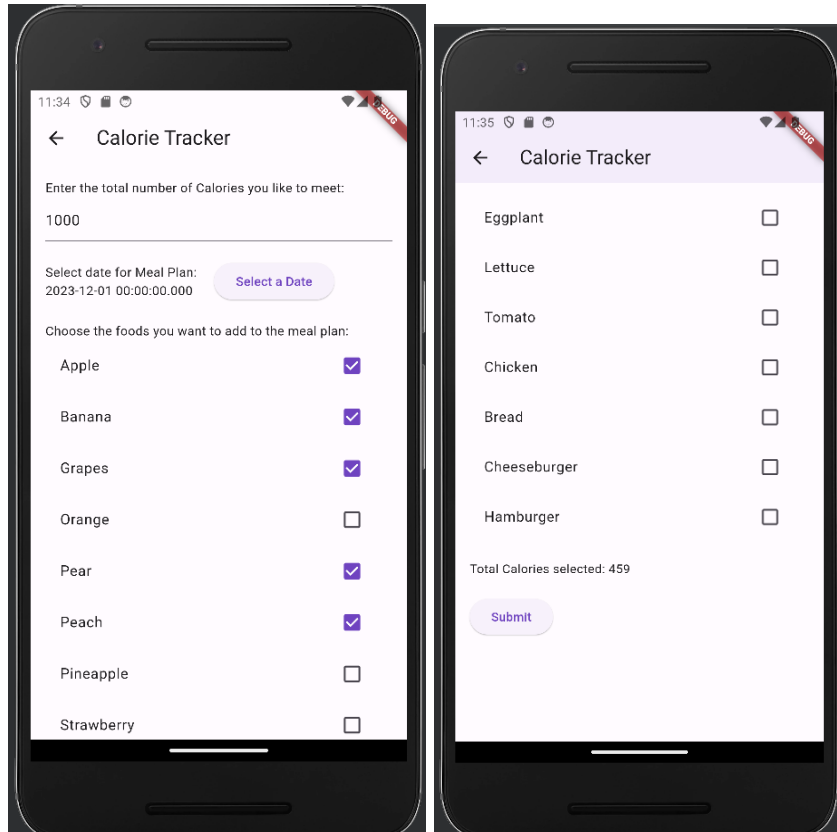 11:34
DEBUG
Calorie Tracker
Enter the total number of Calories you like to meet:
1000
Select date for Meal Plan:
2023-12-01 00:00:00.000
Select a Date
Choose the foods you want to add to the meal plan:
Apple
Banana
Grapes
Orange
Pear
Peach
Pineapple
Strawberry
11:35
DEBUG
Calorie Tracker
Eggplant
Lettuce
Tomato
Chicken
Bread
Cheeseburger
Hamburger
Total Calories selected: 459
Submit